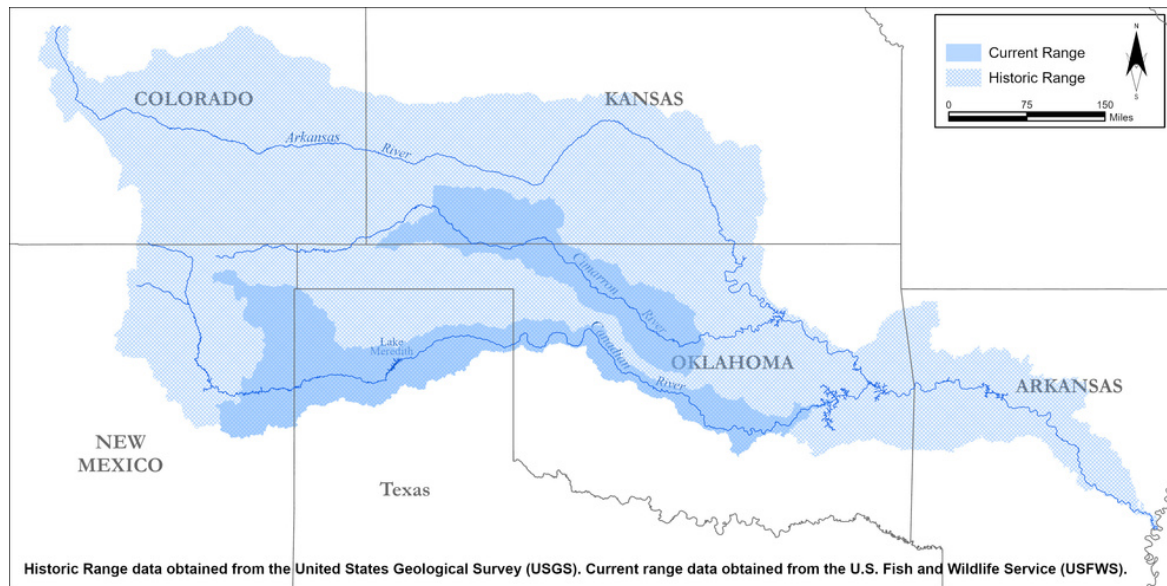 N
Current Range
Historic Range
S
0 75 150
Miles
COLORADO
KANSAS
Arkansas
River
Cimarron
River
Lake
Meredith
Canadian
River
OKLAHOMA
ARKANSAS
NEW
MEXICO
Texas
Historic Range data obtained from the United States Geological Survey (USGS). Current range data obtained from the U.S. Fish and Wildlife Service (USFWS).